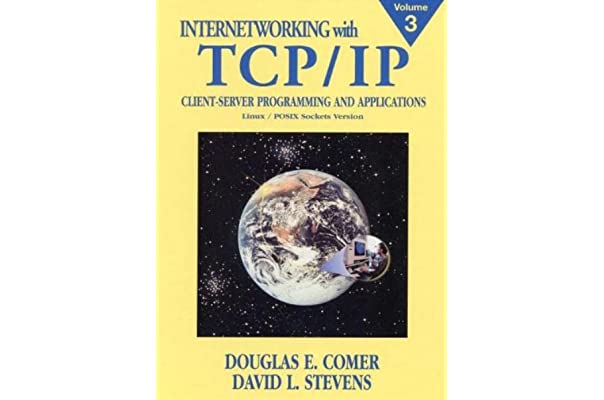 Volume
3
INTERNETWORKING with
TCP/IP
CLIENT-SERVER PROGRAMMING AND APPLICATIONS
Linux / POSIX Sockets Version
DOUGLAS E. COMER
DAVID L. STEVENS